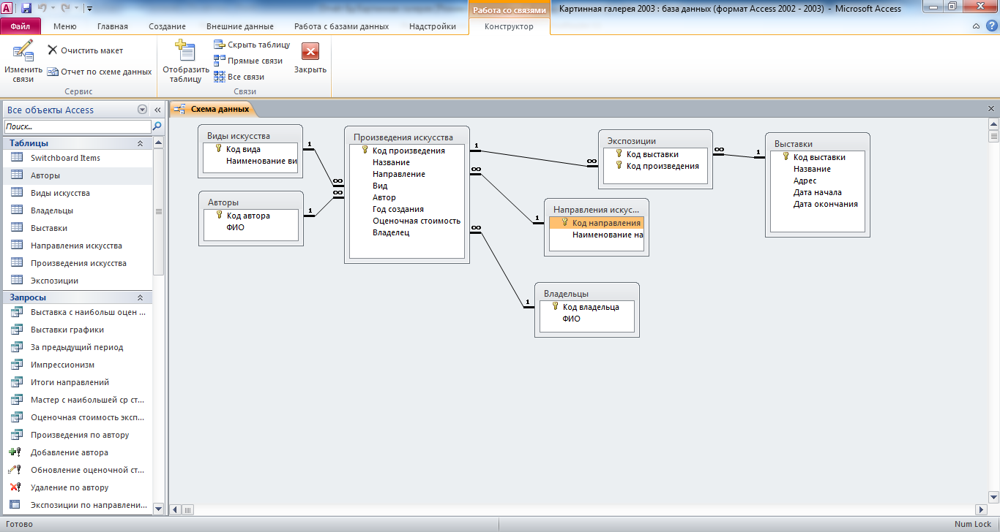 Работа со связями
Картинная галерея 2003 : база данных (формат Access 2002 - 2003) - Microsoft Access
Файл
Меню
Главная
Создание
Внешние данные
Работа с базами данных
Надстройки
Конструктор
Изменить
связи
Очистить макет
Отчет по схеме данных
Сервис
Отобразить
таблицу
Скрыть таблицу
Прямые связи
Все связи
Закрыть
Связи
Все объекты Access
Поиск...
Таблицы
Switchboard Items
Авторы
Виды искусства
Владельцы
Выставки
Направления искусства
Произведения искусства
Экспозиции
Запросы
Выставка с наибольш оцен ...
Выставки графики
За предыдущий период
Импрессионизм
Итоги направлений
Мастер с наибольшей ср ст...
Оценочная стоимость эксп...
Произведения по автору
Добавление автора
Обновление оценочной ст...
Удаление по автору
Экспозиции по направлени...
Схема данных
Виды искусства
Код вида
Наименование ви
1
∞
Авторы
Код автора
ФИО
1
∞
Произведения искусства
Код произведения
Название
Направление
Вид
Автор
Год создания
Оценочная стоимость
Владелец
1
∞
∞
Экспозиции
Код выставки
Код произведения
∞
∞
1
Выставки
Код выставки
Название
Адрес
Дата начала
Дата окончания
Направления искус...
Код направления
Наименование на
1
Владельцы
Код владельца
ФИО
1
Готово
Num Lock